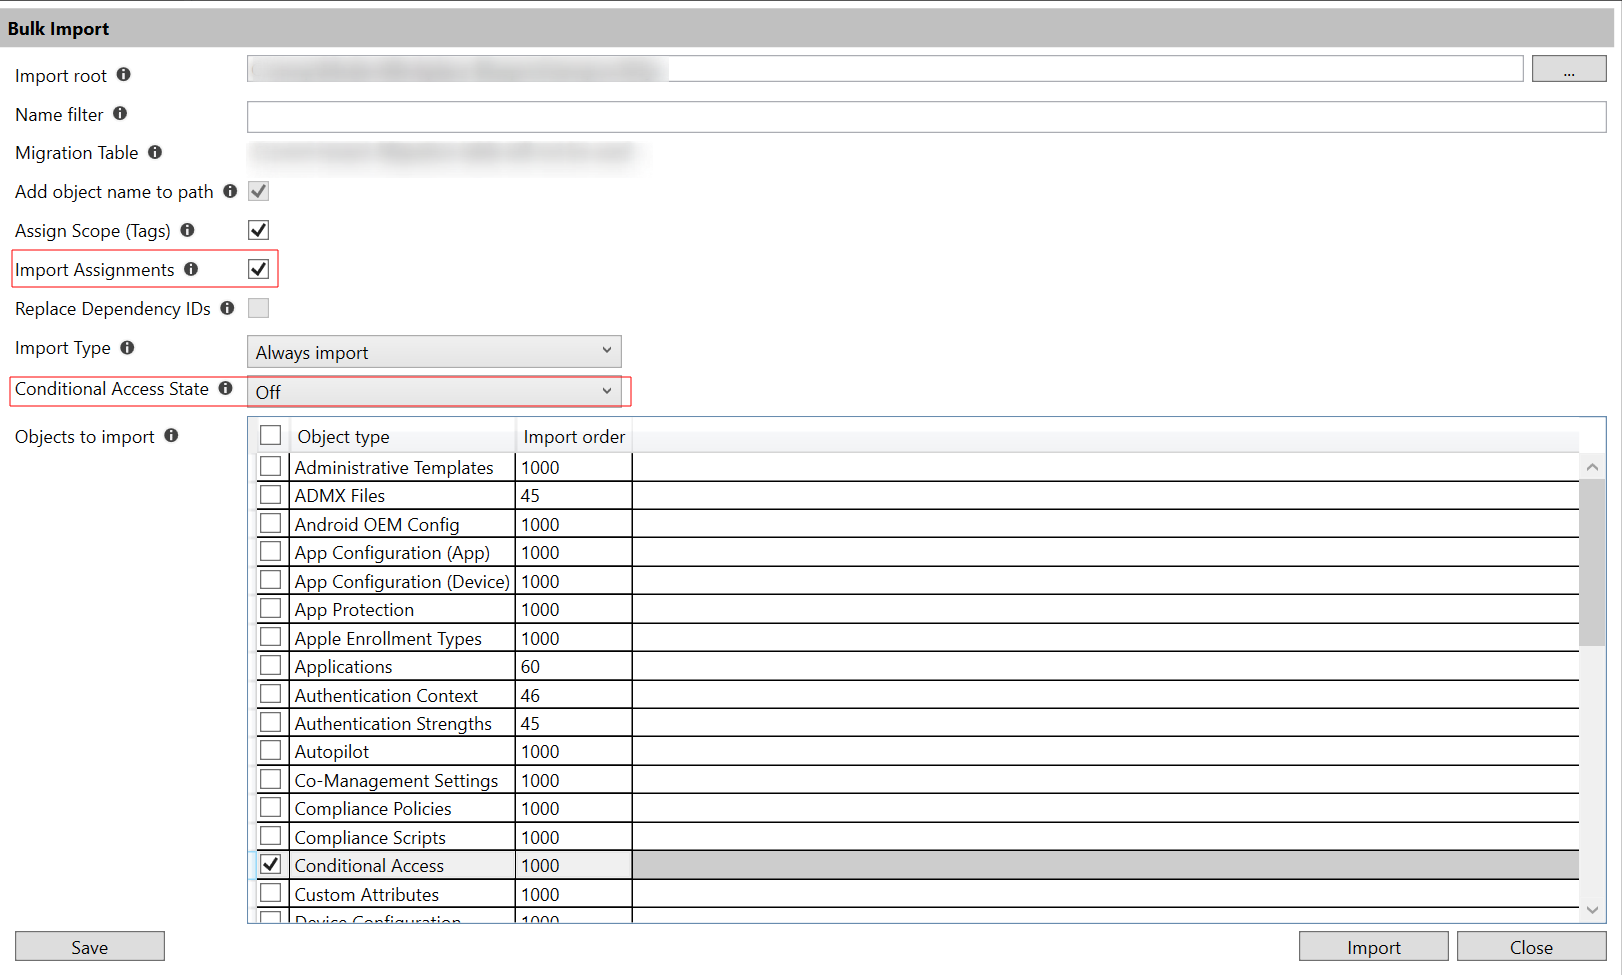 Bulk Import
Import root
...
Name filter
Migration Table
Add object name to path
Assign Scope (Tags)
Import Assignments
Replace Dependency IDs
Import Type Always import
Conditional Access State Off
Objects to import
Object type Import order
Administrative Templates 1000
ADMX Files 45
Android OEM Config 1000
App Configuration (App) 1000
App Configuration (Device) 1000
App Protection 1000
Apple Enrollment Types 1000
Applications 60
Authentication Context 46
Authentication Strengths 45
Autopilot 1000
Co-Management Settings 1000
Compliance Policies 1000
Compliance Scripts 1000
Conditional Access 1000
Custom Attributes 1000
Device Configuration 1000
Save Import Close